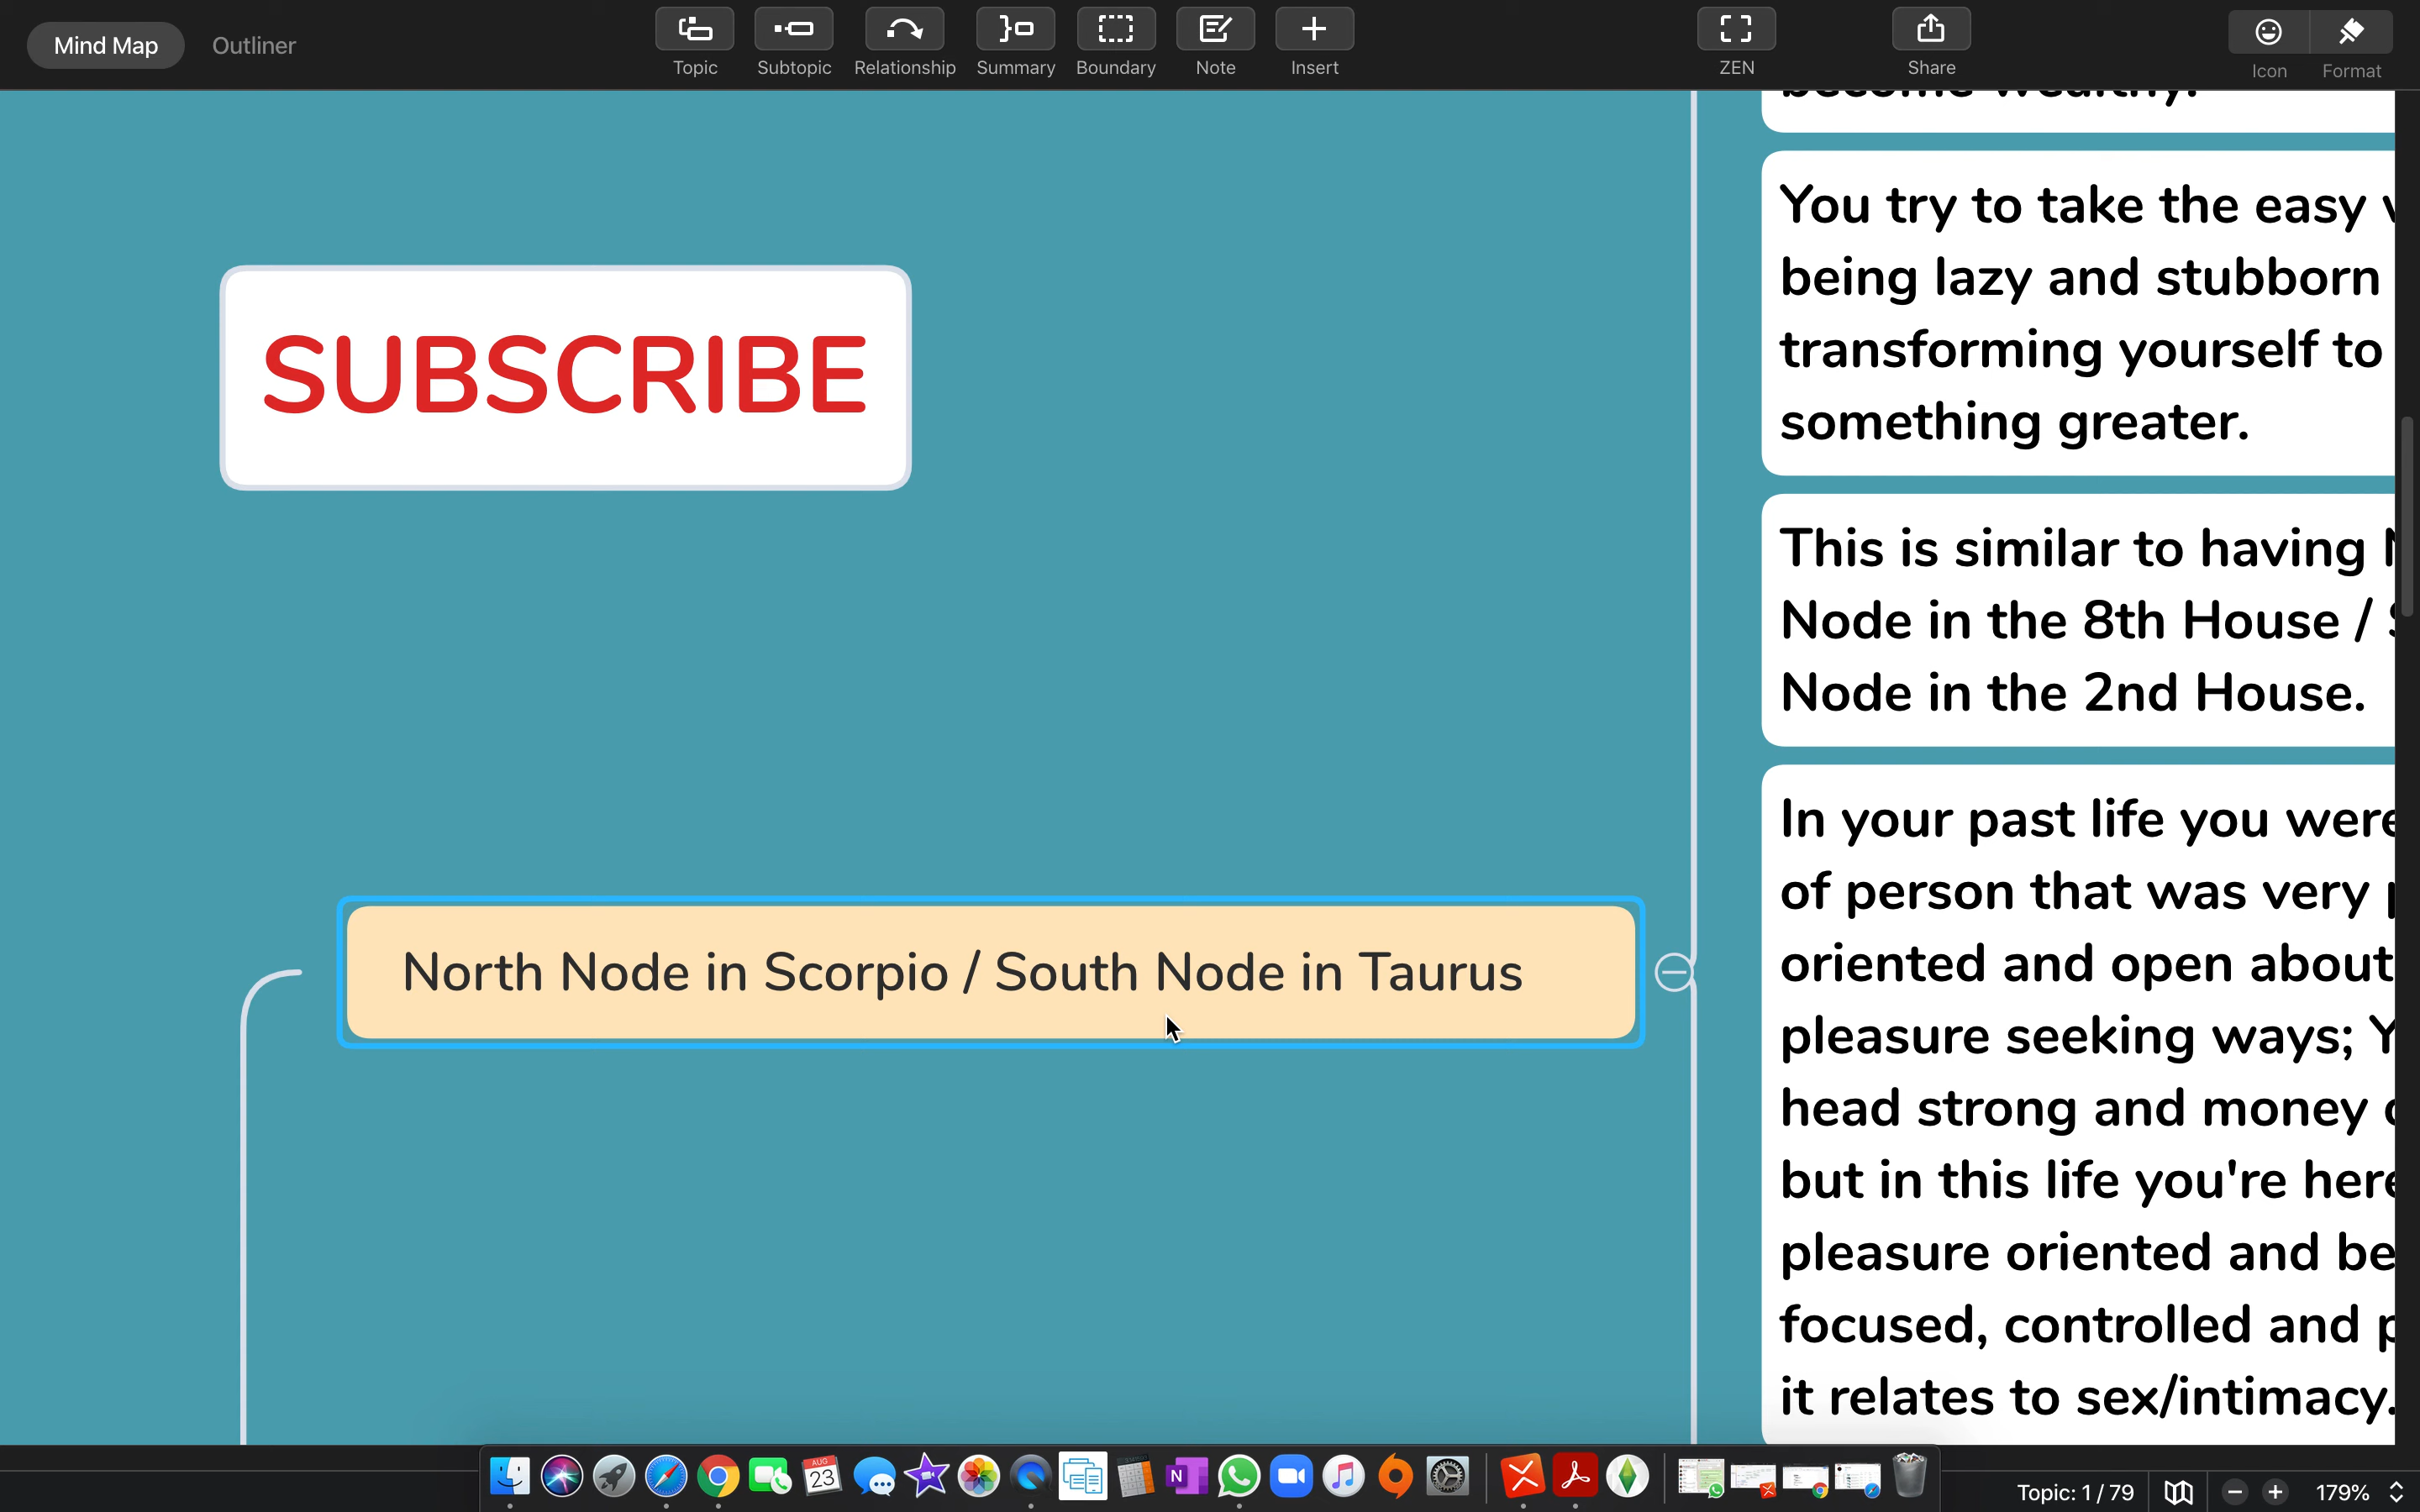 Mind Map
Outliner
Topic
Subtopic
Relationship
Summary
Boundary
Note
Insert
ZEN
Share
Icon
Format
SUBSCRIBE
North Node in Scorpio / South Node in Taurus
You try to take the easy
being lazy and stubborn
transforming yourself to
something greater.
This is similar to having
Node in the 8th House /
Node in the 2nd House.
In your past life you were
of person that was very
oriented and open about
pleasure seeking ways;
head strong and money
but in this life you're here
pleasure oriented and
focused, controlled and
it relates to sex/intimacy.
AUG
23
N
Topic: 1 / 79
179%